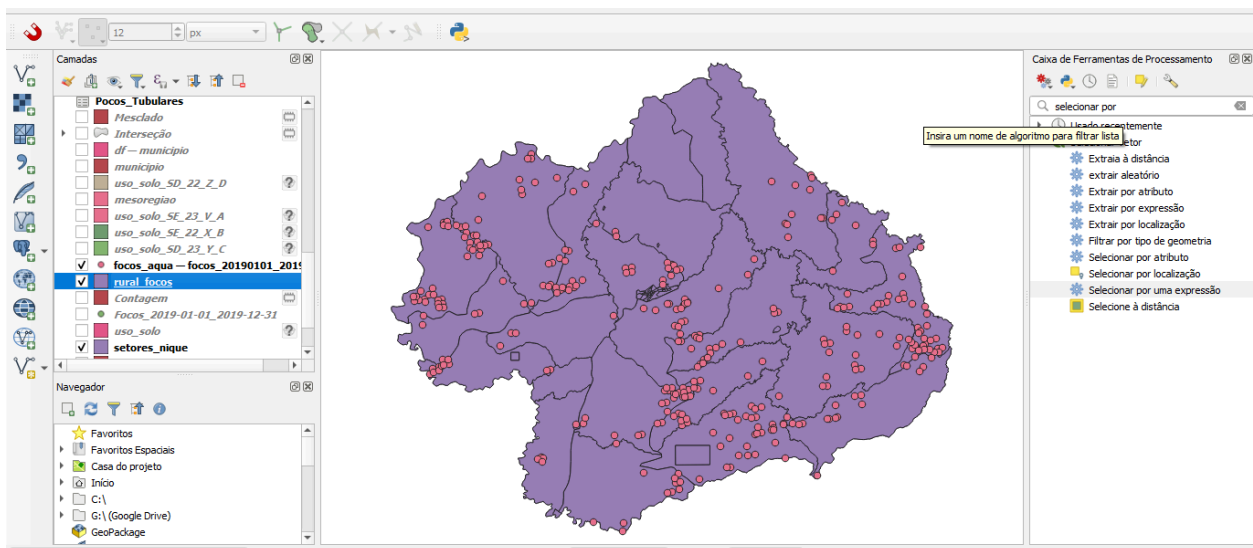 12
px
Camadas
Pocos_Tubulares
Mesclado
Interseção
df — municipio
municipio
uso_solo_SD_22_Z_D
mesoregiao
uso_solo_SE_23_V_A
uso_solo_SE_22_X_B
uso_solo_SD_23_Y_C
focos_aqua — focos_20190101_2019
rural_focos
Contagem
Focos_2019-01-01_2019-12-31
uso_solo
setores_nique
Navegador
Favoritos
Favoritos Espaciais
Casa do projeto
Início
C:\
G:\ (Google Drive)
GeoPackage
Caixa de Ferramentas de Processamento
selecionar por
Usado recentemente
Insira um nome de algoritmo para filtrar lista
etor
Extraia à distância
extrair aleatório
Extrair por atributo
Extrair por expressão
Extrair por localização
Filtrar por tipo de geometria
Selecionar por atributo
Selecionar por localização
Selecionar por uma expressão
Selecione à distância